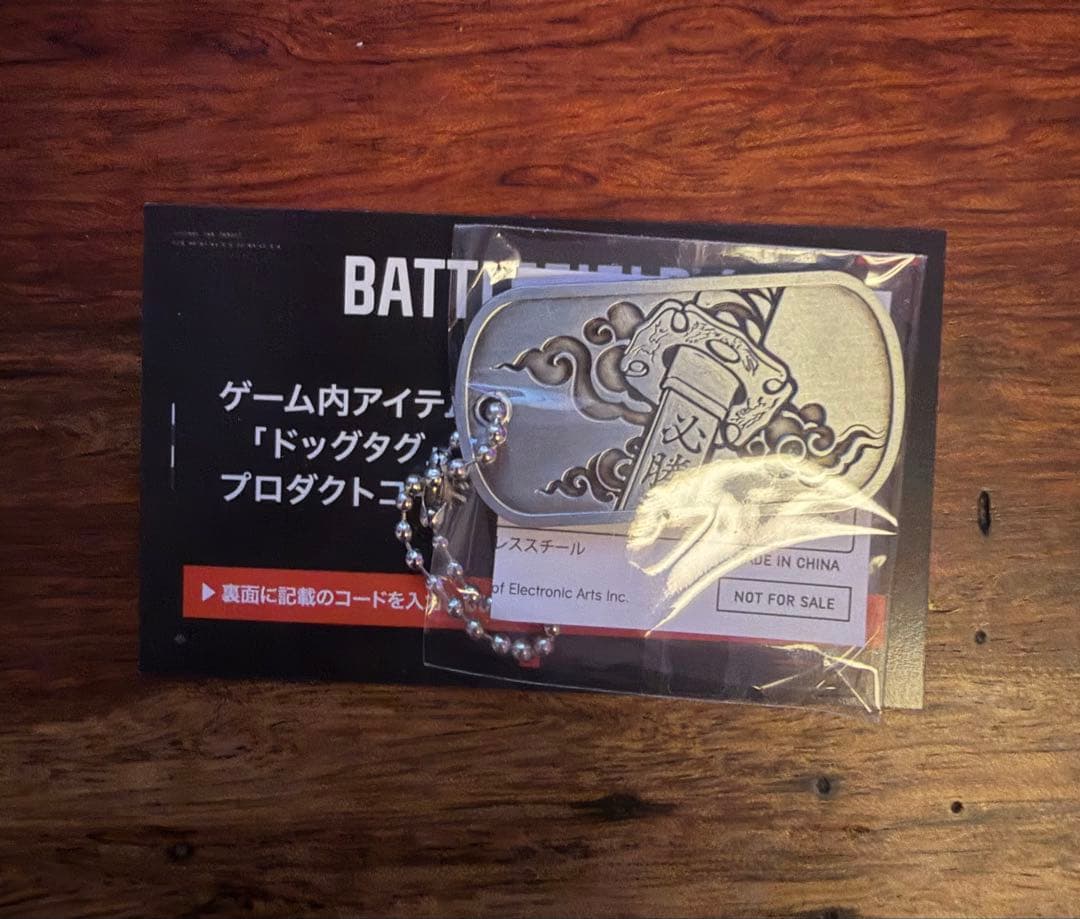 BATT
ゲーム内アイテ
「ドッグタグ
プロダクトコ
必勝
レススチール
MADE IN CHINA
of Electronic Arts Inc.
NOT FOR SALE
▶裏面に記載のコードを入